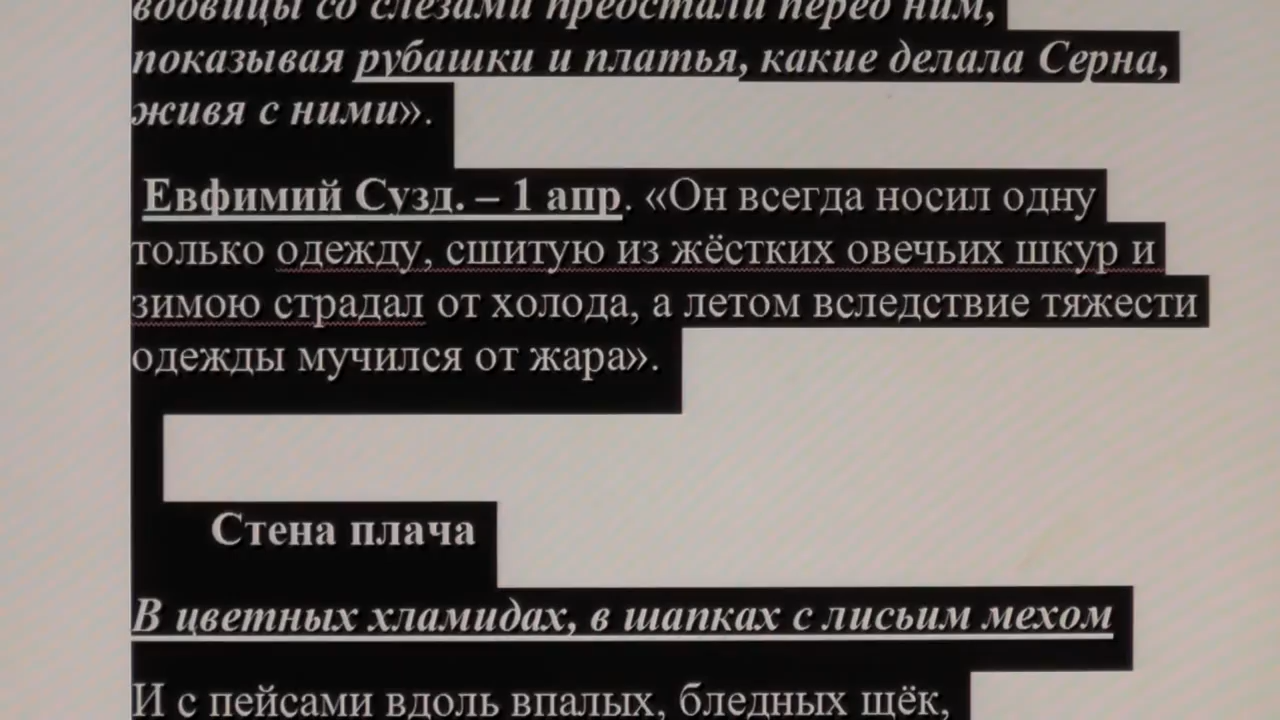 вдовицы со слезами предстали перед ним,
показывая рубашки и платья, какие делала Серна,
живя с ними».
Евфимий Сузд. – 1 апр. «Он всегда носил одну
только одежду, сшитую из жёстких овечьих шкур и
зимою страдал от холода, а летом вследствие тяжести
одежды мучился от жара».
Стена плача
В цветных хламидах, в шапках с лисьим мехом
И с пейсами вдоль впалых, бледных щёк,